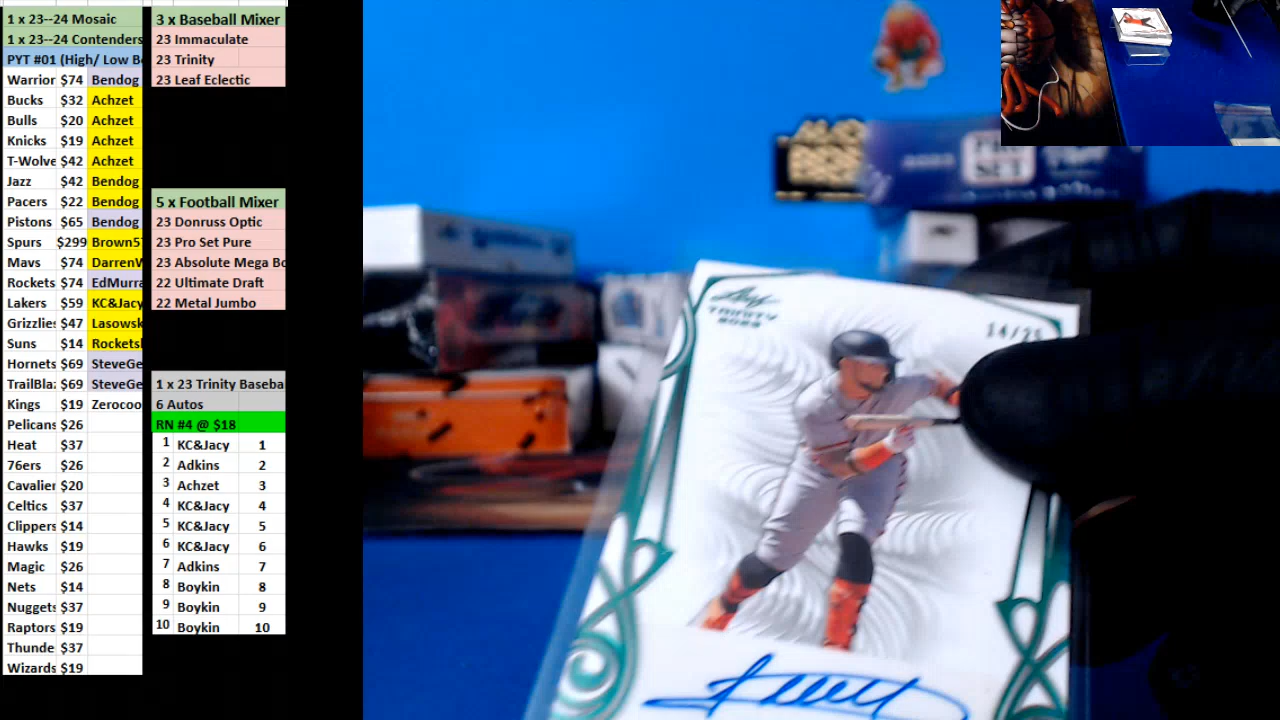 1 x 23--24 Mosaic
1 x 23--24 Contenders
PYT #01 (High/ Low B
Warrior $74 Bendog
Bucks $32 Achzet
Bulls $20 Achzet
Knicks $19 Achzet
T-Wolve $42 Achzet
Jazz $42 Bendog
Pacers $22 Bendog
Pistons $65 Bendog
Spurs $299 Brown5
Mavs $74 DarrenW
Rockets $74 EdMurra
Lakers $59 KC&Jacy
Grizzlies $47 Lasowsk
Suns $14 Rockets
Hornets $69 SteveGe
TrailBla $69 SteveGe
Kings $19 Zerocoo
Pelicans $26
Heat $37
76ers $26
Cavalier $20
Celtics $37
Clippers $14
Hawks $19
Magic $26
Nets $14
Nuggets $37
Raptors $19
Thunde $37
Wizards $19
3 x Baseball Mixer
23 Immaculate
23 Trinity
23 Leaf Eclectic
5 x Football Mixer
23 Donruss Optic
23 Pro Set Pure
23 Absolute Mega Bo
22 Ultimate Draft
22 Metal Jumbo
1 x 23 Trinity Baseba
6 Autos
RN #4 @ $18
1 KC&Jacy 1
2 Adkins 2
3 Achzet 3
4 KC&Jacy 4
5 KC&Jacy 5
6 KC&Jacy 6
7 Adkins 7
8 Boykin 8
9 Boykin 9
10 Boykin 10
PRO
SET
Leaf
TRINITY
2023
14/25